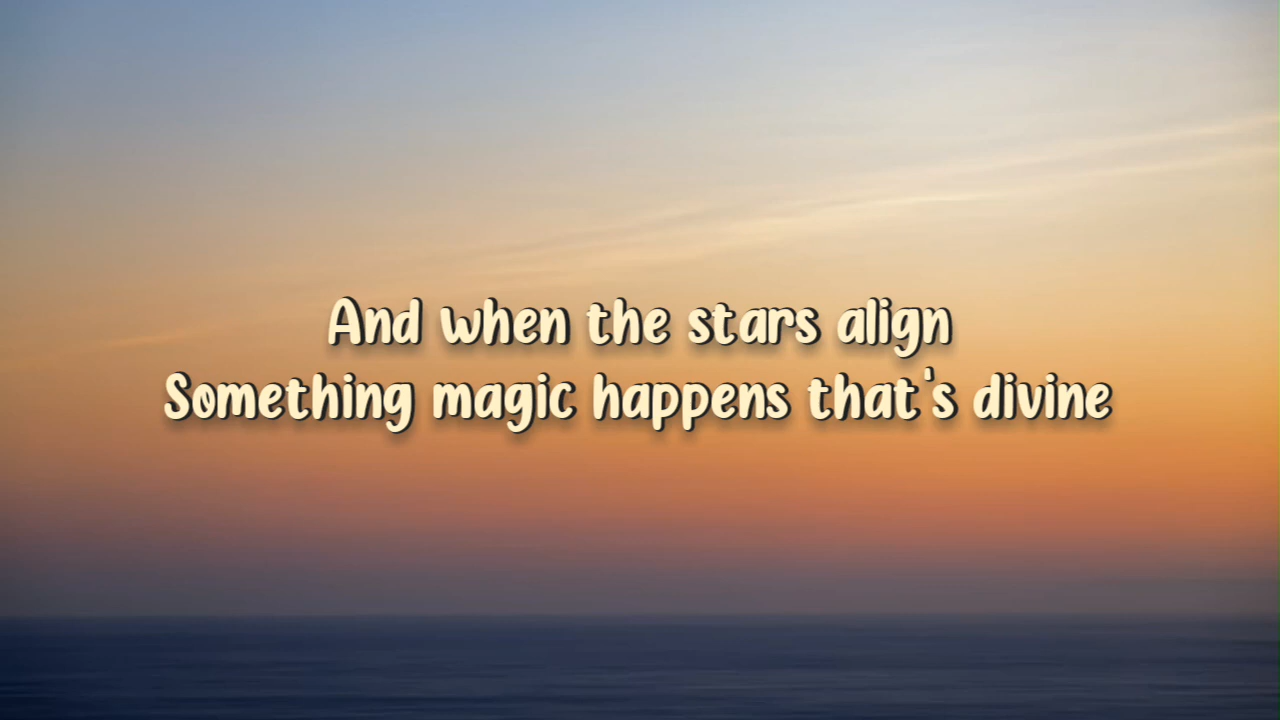 And when the stars align
Something magic happens that's divine